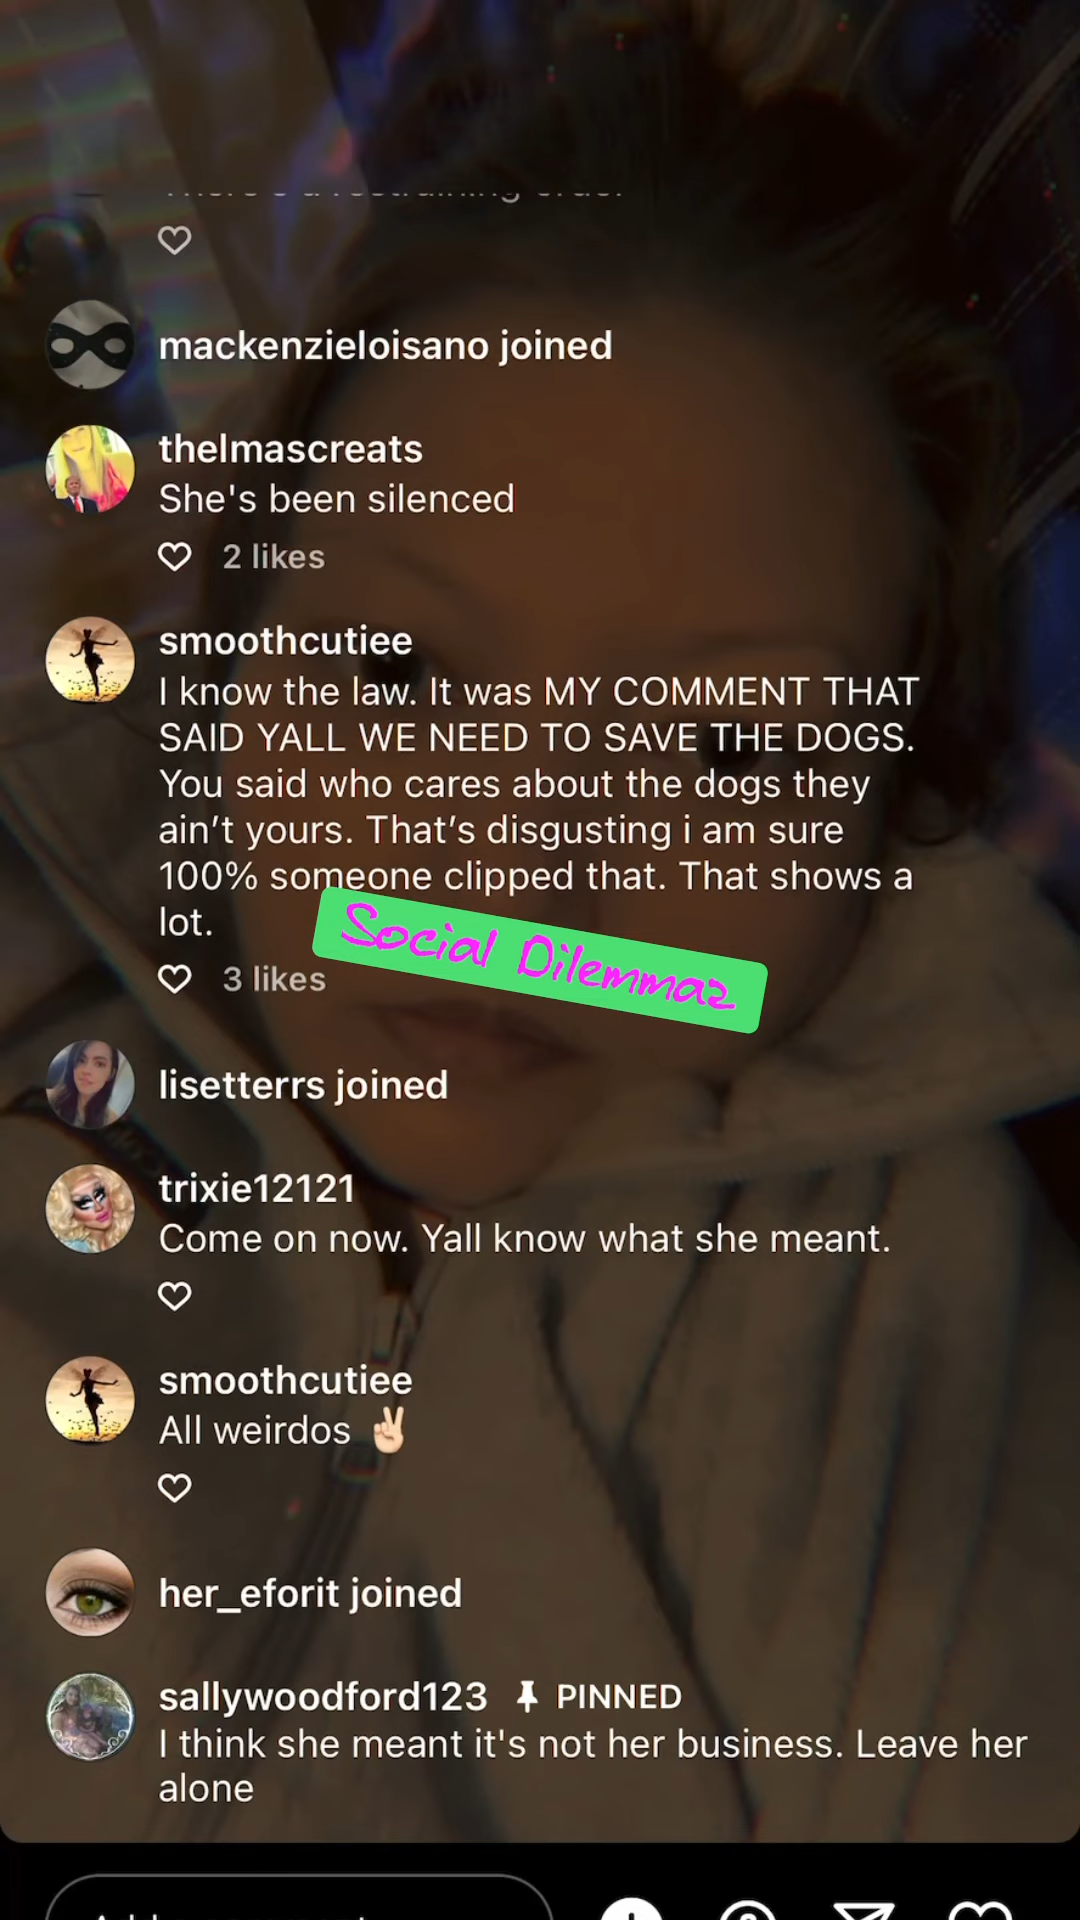 mackenzieloisano joined
thelmascreats
She's been silenced
2 likes
smoothcutiee
I know the law. It was MY COMMENT THAT
SAID YALL WE NEED TO SAVE THE DOGS.
You said who cares about the dogs they
ain’t yours. That’s disgusting i am sure
100% someone clipped that. That shows a
lot.
Social Dilemmaz
3 likes
lisetterrs joined
trixie12121
Come on now. Yall know what she meant.
smoothcutiee
All weirdos ✌🏻
her_eforit joined
sallywoodford123 PINNED
I think she meant it's not her business. Leave her
alone